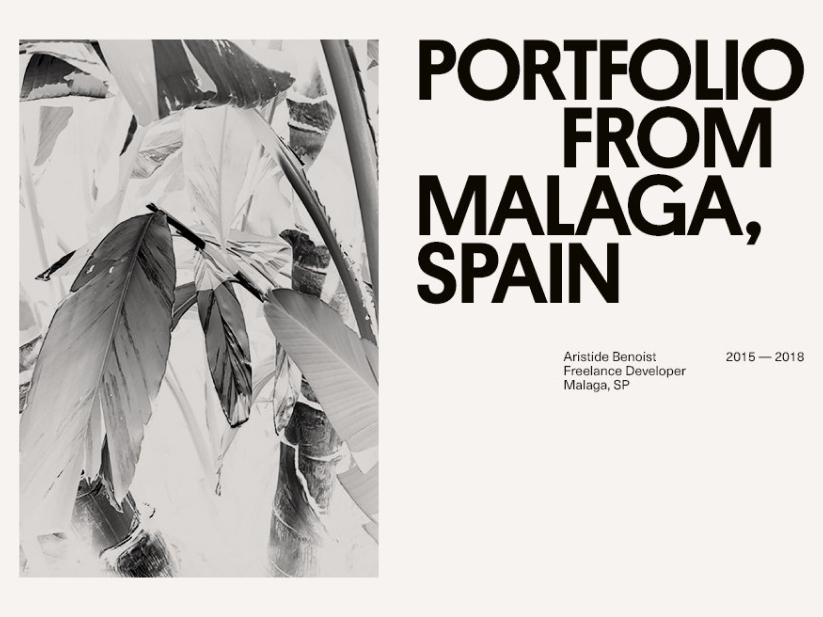 PORTFOLIO
FROM
MALAGA,
SPAIN
Aristide Benoist
Freelance Developer
Malaga, SP
2015 — 2018